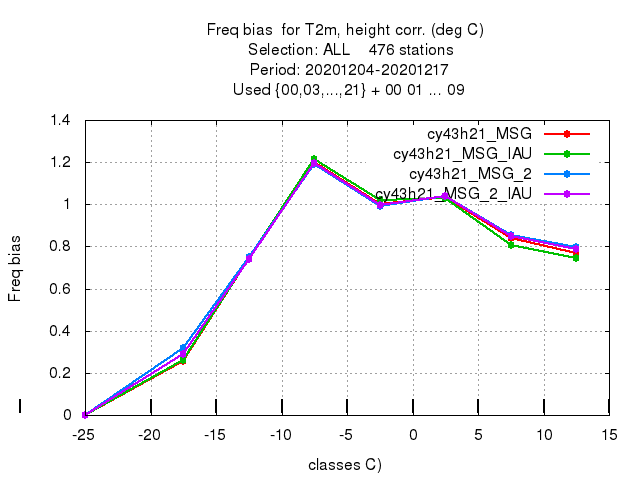 Freq bias  for T2m, height corr. (deg C)
Selection: ALL    476 stations
Period: 20201204-20201217
Used {00,03,...,21} + 00 01 ... 09
cy43h21_MSG
cy43h21_MSG_IAU
cy43h21_MSG_2
cy43h21_MSG_2_IAU
Freq bias
1.4
1.2
1
0.8
0.6
0.4
0.2
0
-25 -20 -15 -10 -5 0 5 10 15
classes C)